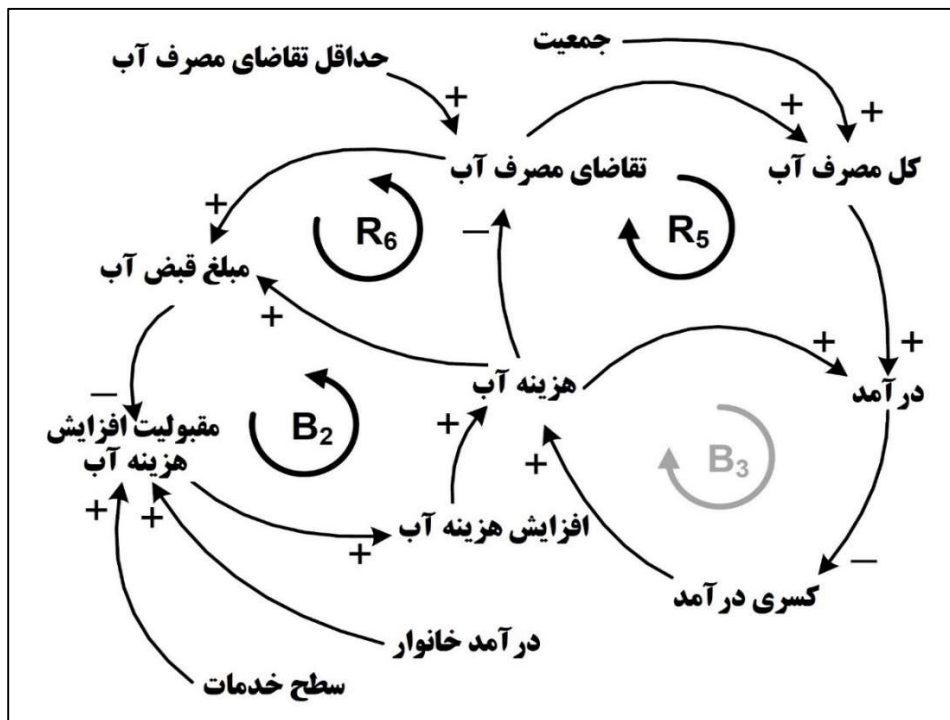 جمعیت
حداقل تقاضای مصرف آب
+
+
+
تقاضای مصرف آب
کل مصرف آب
+
−
R6
R5
مبلغ قبض آب
+
+
+
−
هزینه آب
درآمد
مقبولیت افزایش
هزینه آب
B2
+
+
B3
+
+
+
افزایش هزینه آب
−
کسری درآمد
درآمد خانوار
سطح خدمات